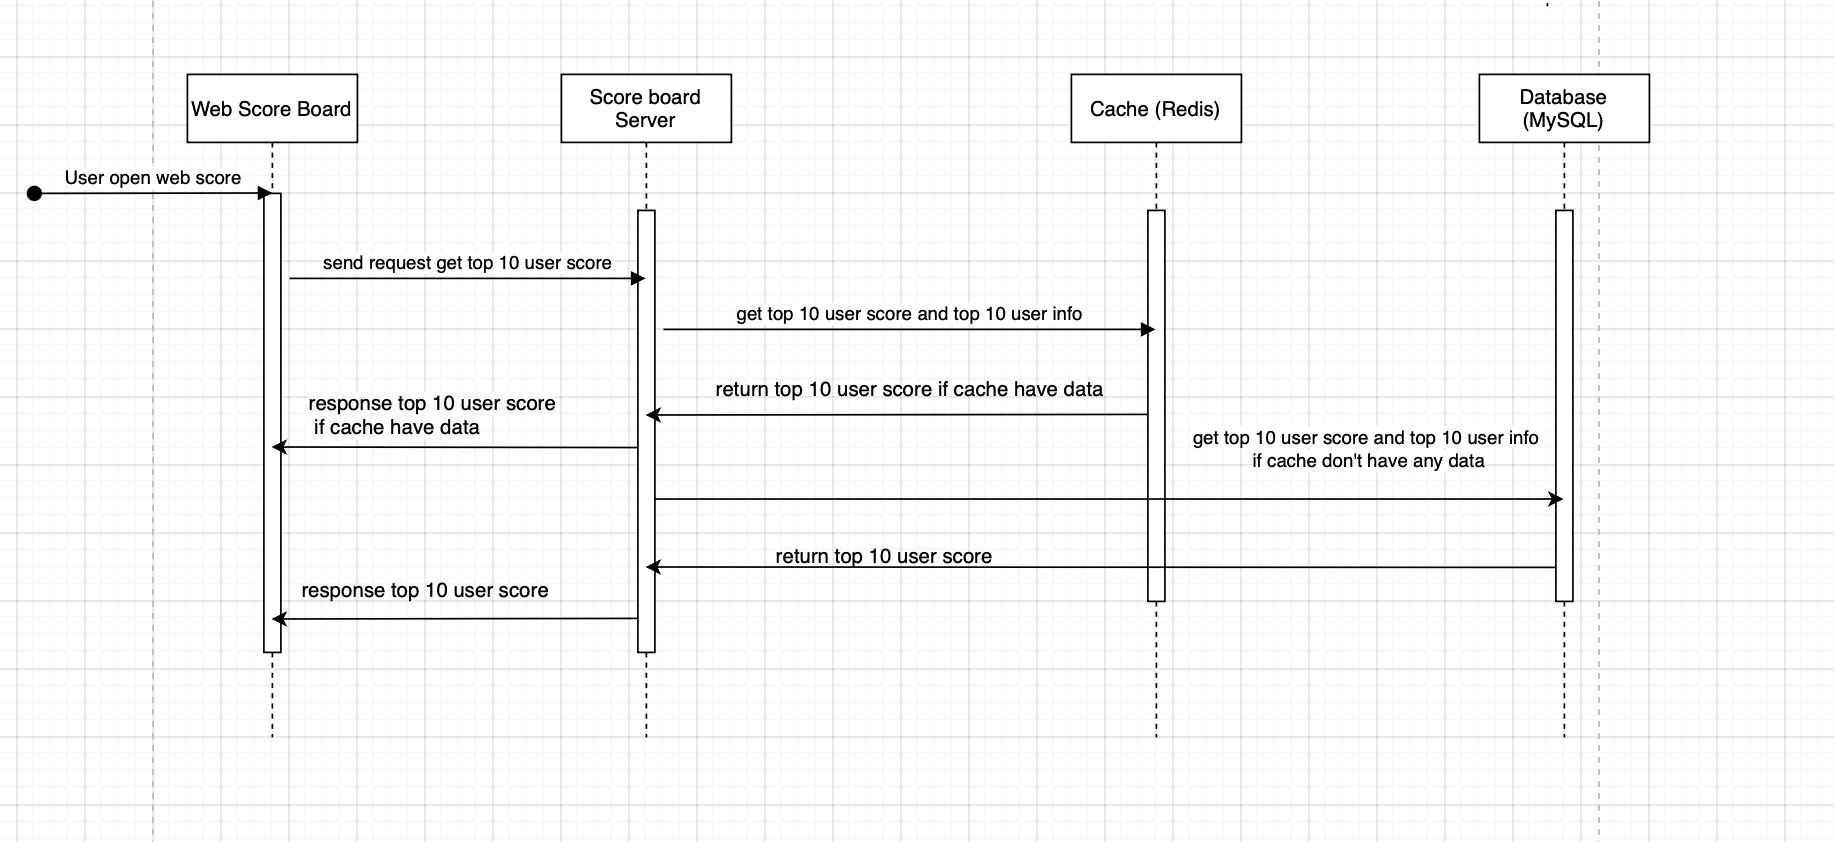 Web Score Board
Score board
Server
Cache (Redis)
Database
(MySQL)
User open web score
send request get top 10 user score
get top 10 user score and top 10 user info
return top 10 user score if cache have data
response top 10 user score
if cache have data
get top 10 user score and top 10 user info
if cache don't have any data
return top 10 user score
response top 10 user score